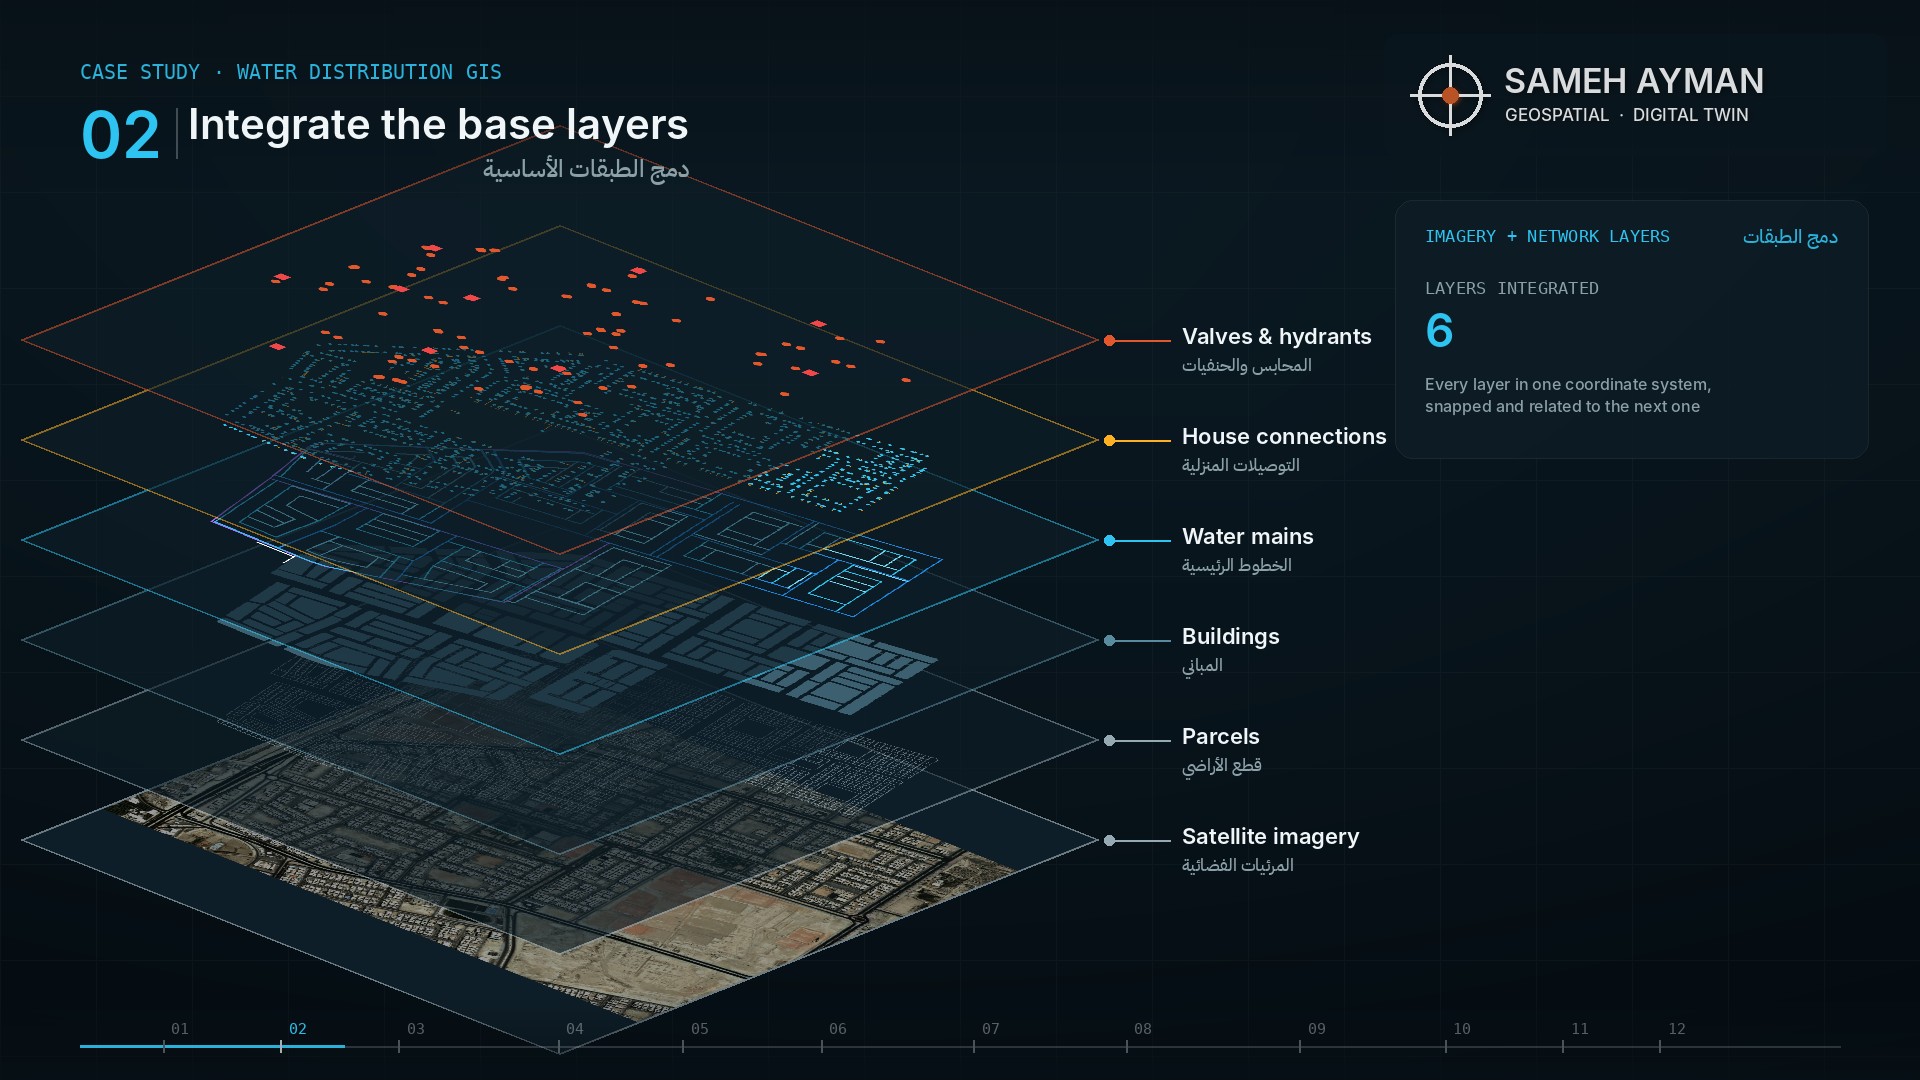 CASE STUDY · WATER DISTRIBUTION GIS
02
Integrate the base layers
دمج الطبقات الأساسية
SAMEH AYMAN
GEOSPATIAL · DIGITAL TWIN
IMAGERY + NETWORK LAYERS
دمج الطبقات
LAYERS INTEGRATED
6
Every layer in one coordinate system,
snapped and related to the next one
Valves & hydrants
المحابس والحنفيات
House connections
التوصيلات المنزلية
Water mains
الخطوط الرئيسية
Buildings
المباني
Parcels
قطع الأراضي
Satellite imagery
المرئيات الفضائية
01 02 03 04 05 06 07 08 09 10 11 12